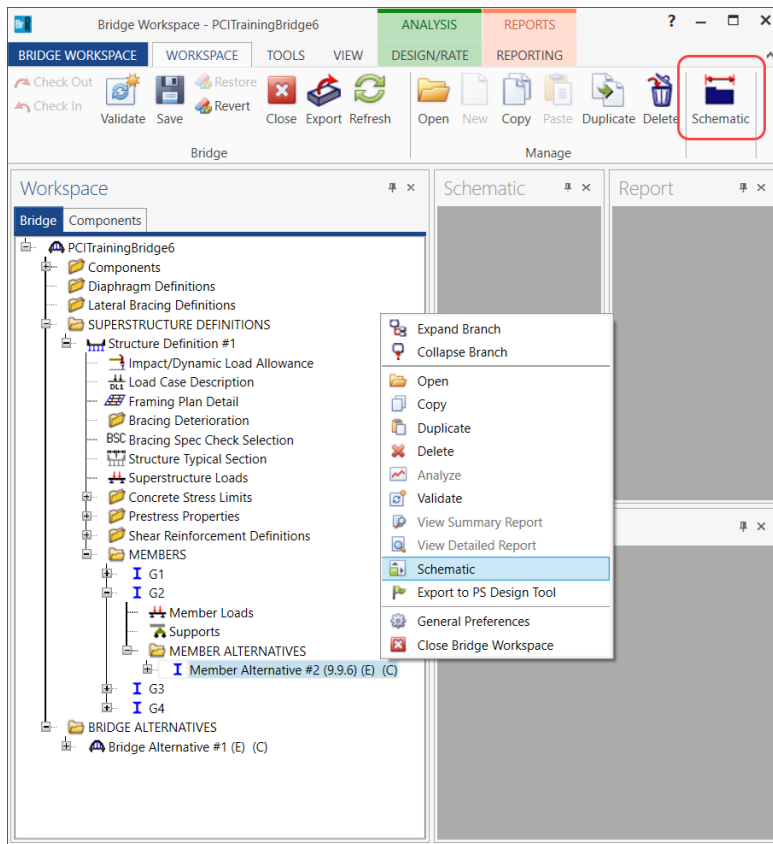 Br
Bridge Workspace - PCITrainingBridge6
ANALYSIS
REPORTS
?
BRIDGE WORKSPACE
WORKSPACE
TOOLS
VIEW
DESIGN/RATE
REPORTING
Check Out
Check In
Validate
Save
Restore
Revert
Close
Export
Refresh
Open
New
Copy
Paste
Duplicate
Delete
Schematic
Bridge
Manage
Workspace
Schematic
Report
Bridge
Components
PCITrainingBridge6
Components
Diaphragm Definitions
Lateral Bracing Definitions
SUPERSTRUCTURE DEFINITIONS
Structure Definition #1
Impact/Dynamic Load Allowance
DL1 Load Case Description
Framing Plan Detail
Bracing Deterioration
BSC Bracing Spec Check Selection
Structure Typical Section
Superstructure Loads
Concrete Stress Limits
Prestress Properties
Shear Reinforcement Definitions
MEMBERS
G1
G2
Member Loads
Supports
MEMBER ALTERNATIVES
Member Alternative #2 (9.9.6) (E) (C)
G3
G4
BRIDGE ALTERNATIVES
Bridge Alternative #1 (E) (C)
Expand Branch
Collapse Branch
Open
Copy
Duplicate
Delete
Analyze
Validate
View Summary Report
View Detailed Report
Schematic
Export to PS Design Tool
General Preferences
Close Bridge Workspace